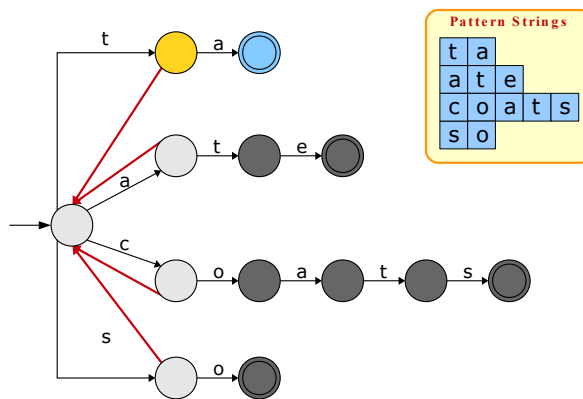 Pattern Strings
t a
a t e
c o a t s
s o
t a
a t e
c o a t s
s o